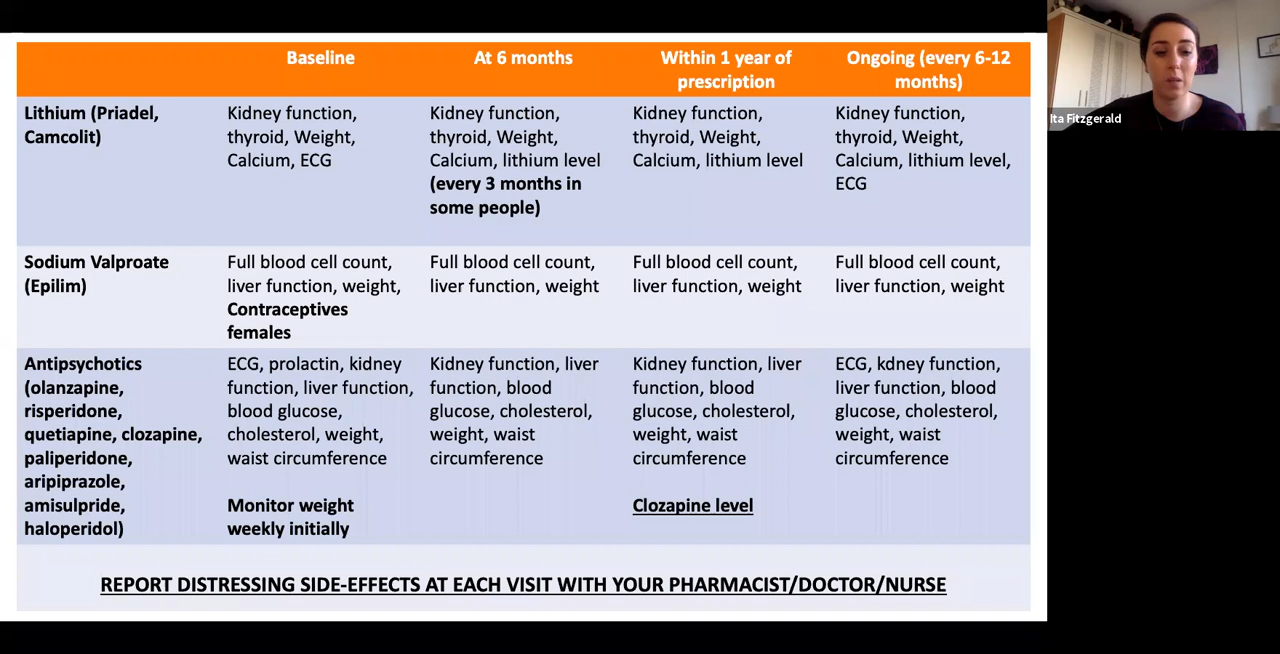 Baseline
At 6 months
Within 1 year of
prescription
Ongoing (every 6-12
months)
Lithium (Priadel,
Camcolit)
Kidney function,
thyroid, Weight,
Calcium, ECG
Kidney function,
thyroid, Weight,
Calcium, lithium level
(every 3 months in
some people)
Kidney function,
thyroid, Weight,
Calcium, lithium level
Kidney function,
thyroid, Weight,
Calcium, lithium level,
ECG
Sodium Valproate
(Epilim)
Full blood cell count,
liver function, weight,
Contraceptives
females
Full blood cell count,
liver function, weight
Full blood cell count,
liver function, weight
Full blood cell count,
liver function, weight
Antipsychotics
(olanzapine,
risperidone,
quetiapine, clozapine,
paliperidone,
aripiprazole,
amisulpride,
haloperidol)
ECG, prolactin, kidney
function, liver function,
blood glucose,
cholesterol, weight,
waist circumference
Monitor weight
weekly initially
Kidney function, liver
function, blood
glucose, cholesterol,
weight, waist
circumference
Kidney function, liver
function, blood
glucose, cholesterol,
weight, waist
circumference
Clozapine level
ECG, kdney function,
liver function, blood
glucose, cholesterol,
weight, waist
circumference
REPORT DISTRESSING SIDE-EFFECTS AT EACH VISIT WITH YOUR PHARMACIST/DOCTOR/NURSE
Ita Fitzgerald